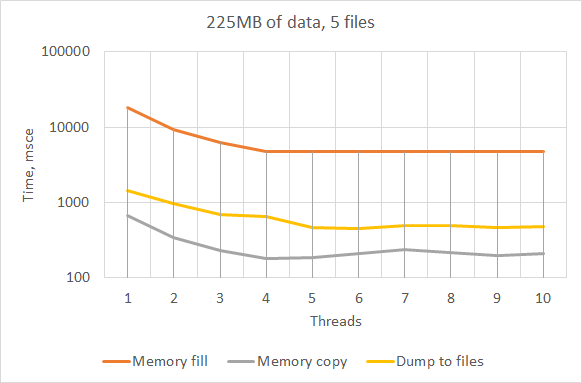 225MB of data, 5 files
100000
10000
1000
100
Time, msce
1 2 3 4 5 6 7 8 9 10
Threads
Memory fill Memory copy Dump to files